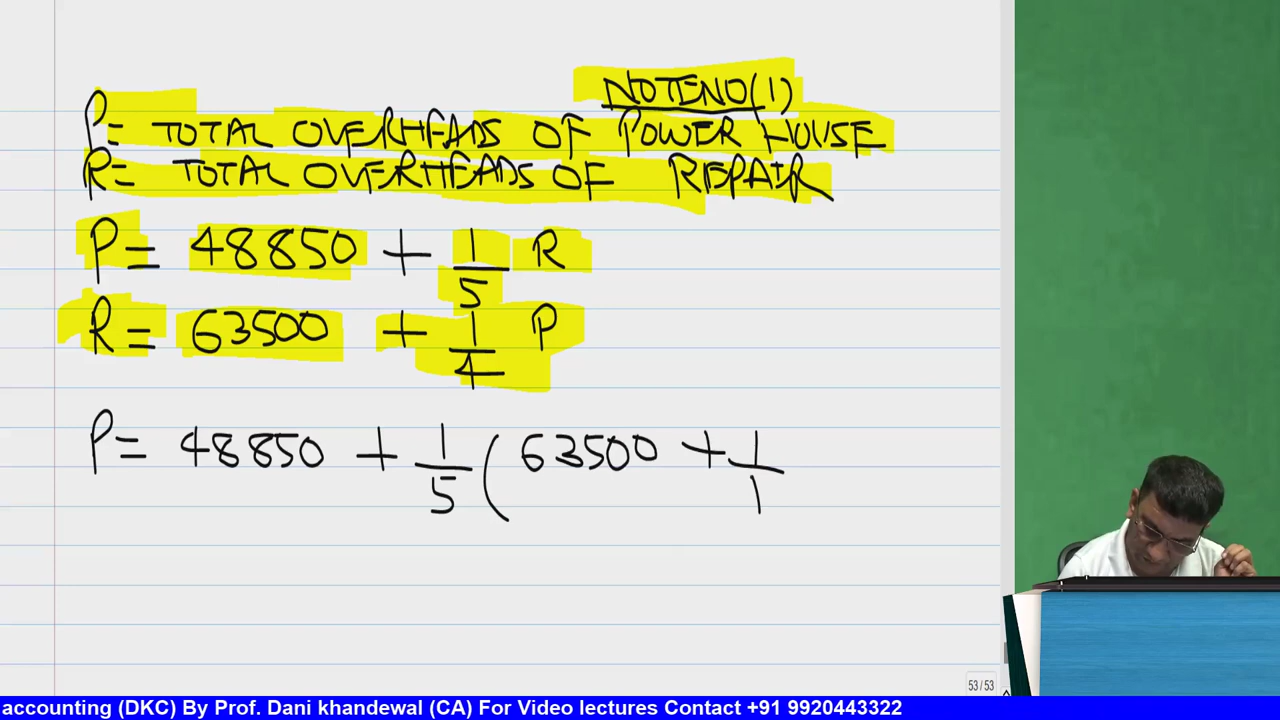 NOTE NO(1)
P= TOTAL OVERHEADS OF POWER HOUSE
R= TOTAL OVERHEADS OF REPAIR
P= 48850 + 1/5 R
R= 63500 + 1/4 P
P= 48850 + 1/5 ( 63500 + 1/1
53/53
accounting (DKC) By Prof. Dani khandewal (CA) For Video lectures Contact +91 9920443322